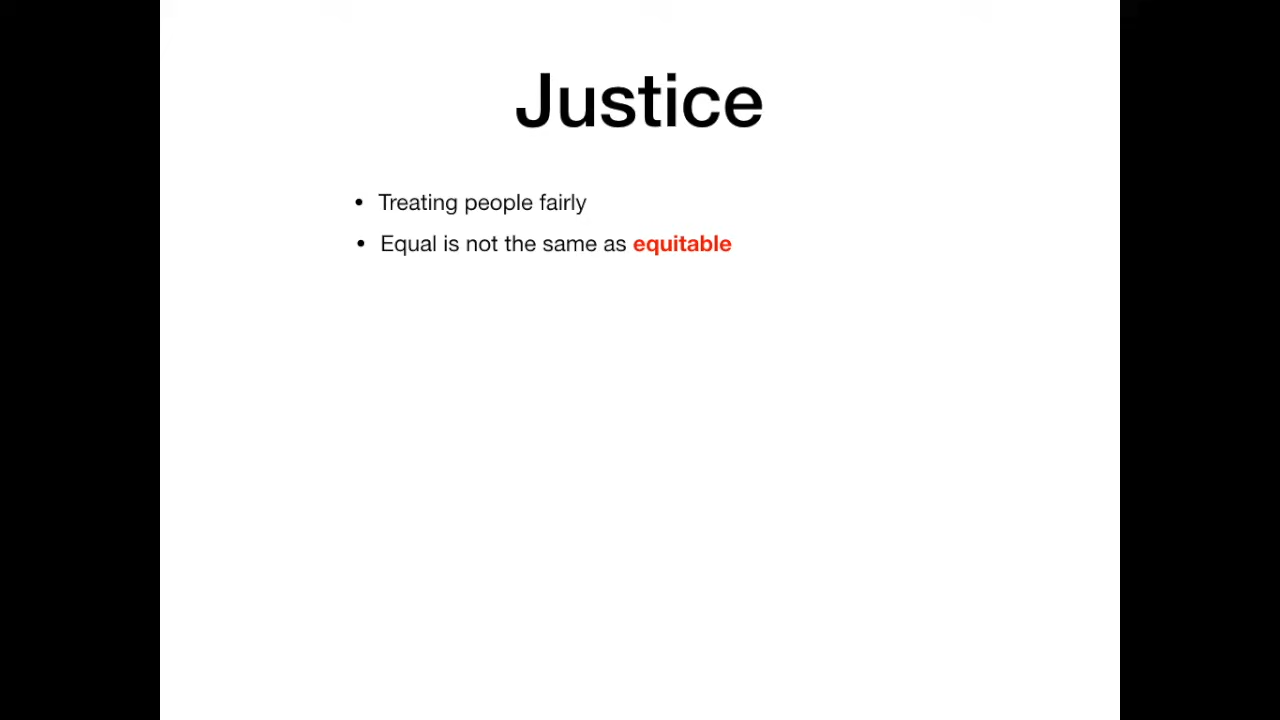 Justice
• Treating people fairly
• Equal is not the same as equitable